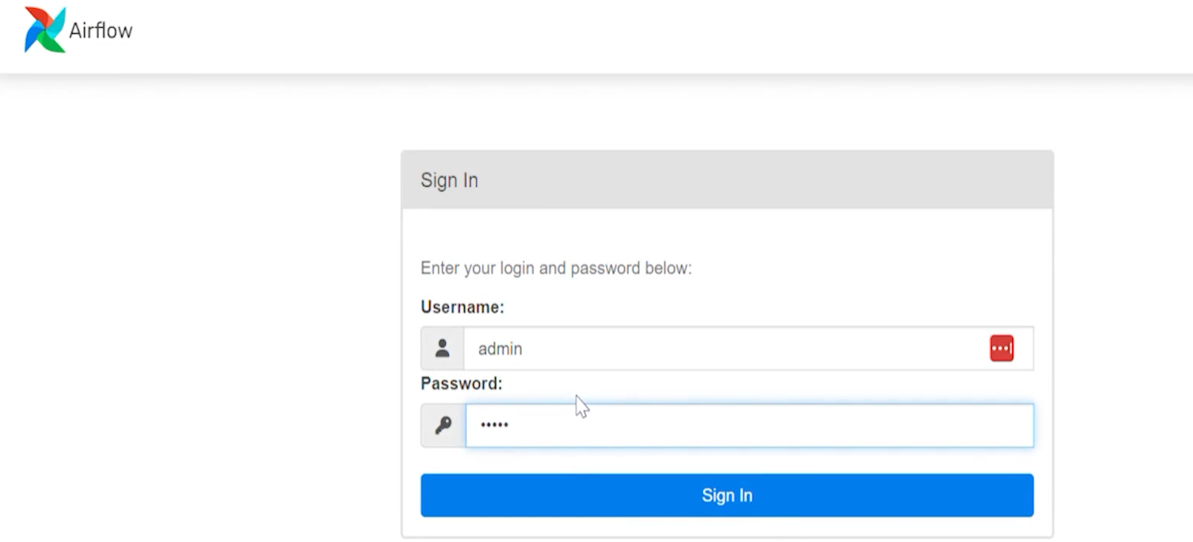 Airflow
Sign In
Enter your login and password below:
Username:
admin
Password:
•••••
Sign In